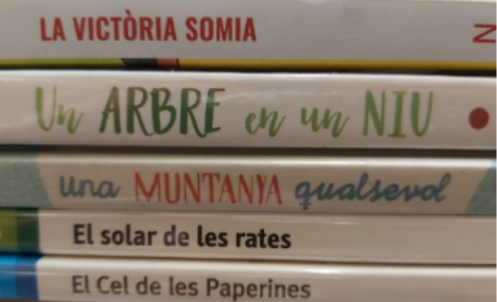 LA VICTÒRIA SOMIA
Un ARBRE en un NIU
una MUNTANYA qualsevol
El solar de les rates
El Cel de les Paperines